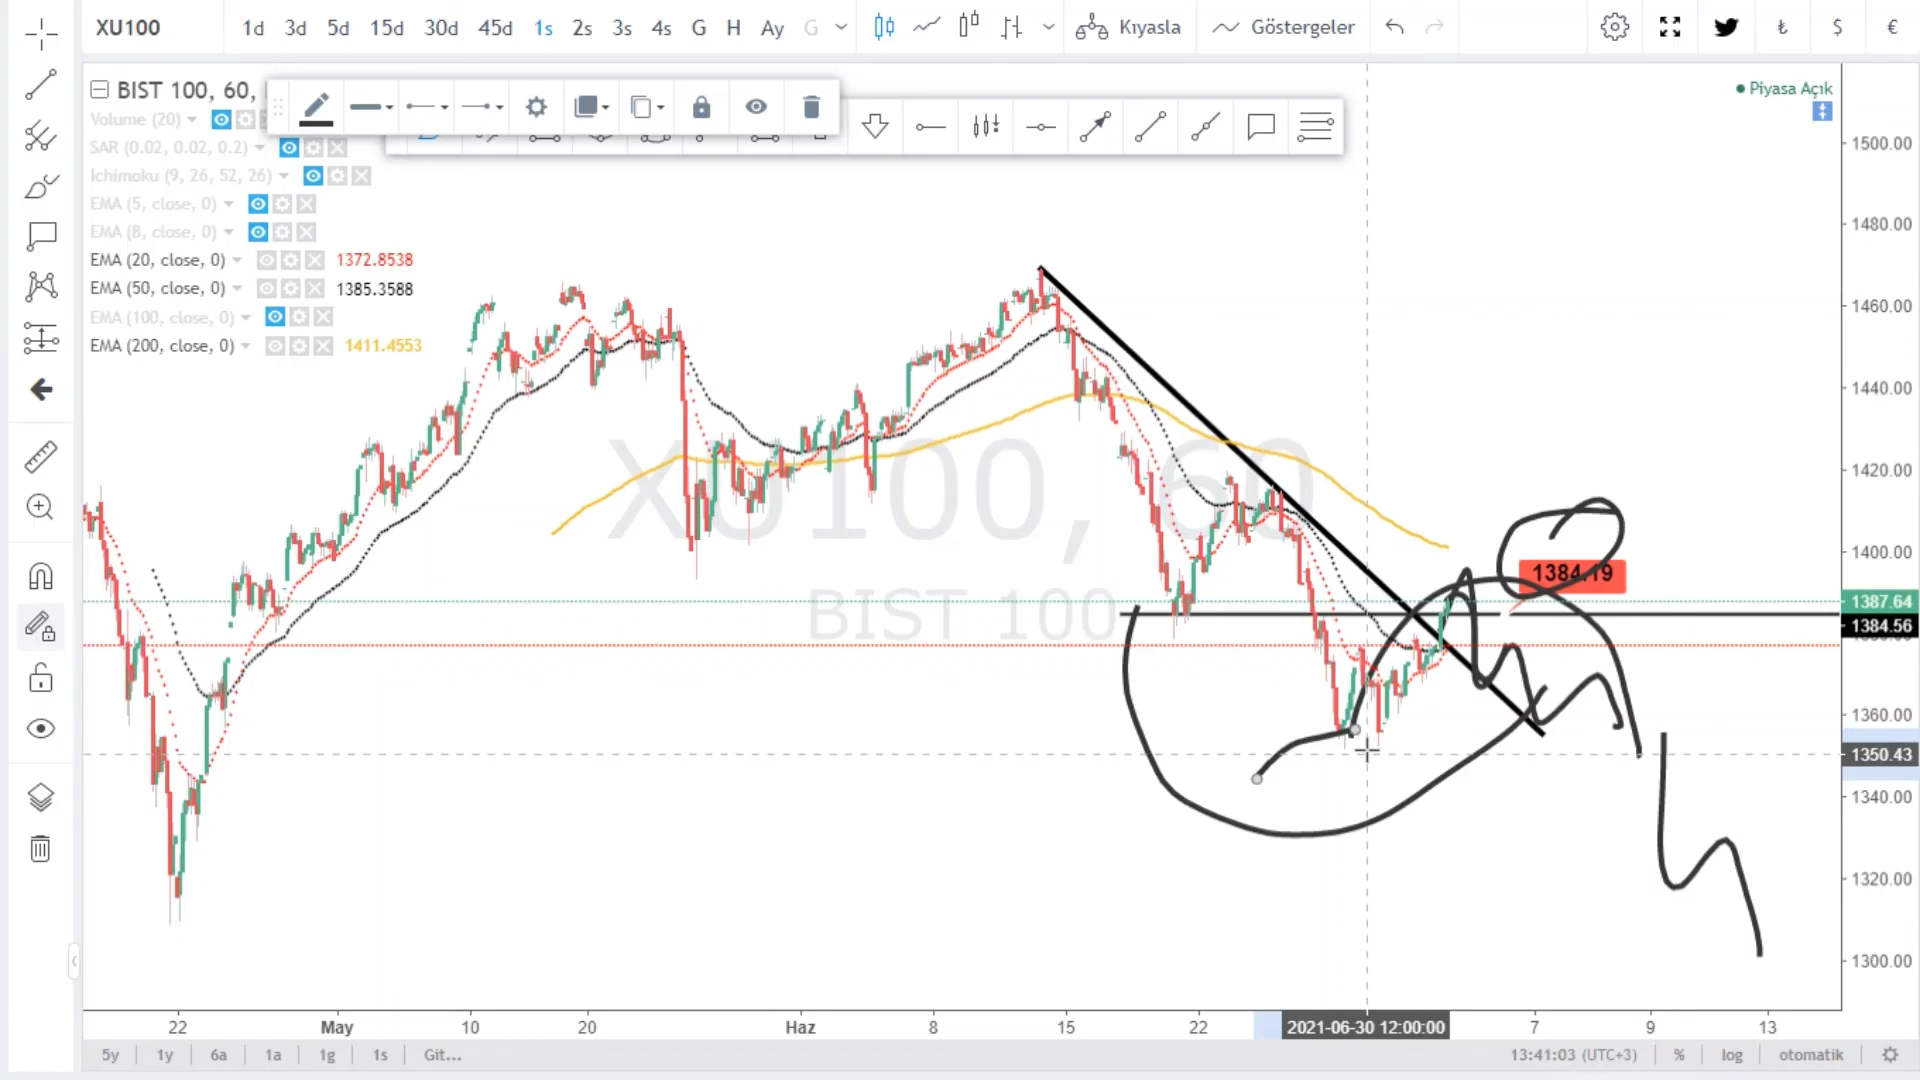 XU100 1d 3d 5d 15d 30d 45d 1s 2s 3s 4s G H Ay G Kıyasla Göstergeler ₺ $ €
BIST 100, 60,
Piyasa Açık
Volume (20)
SAR (0.02, 0.02, 0.2)
Ichimoku (9, 26, 52, 26)
EMA (5, close, 0)
EMA (8, close, 0)
EMA (20, close, 0) 1372.8538
EMA (50, close, 0) 1385.3588
EMA (100, close, 0)
EMA (200, close, 0) 1411.4553
XU100, 60
BIST 100
1384.19
1500.00
1480.00
1460.00
1440.00
1420.00
1400.00
1387.64
1384.56
1360.00
1350.43
1340.00
1320.00
1300.00
22 May 10 20 Haz 8 15 22 2021-06-30 12:00:00 7 9 13
5y 1y 6a 1a 1g 1s Git... 13:41:03 (UTC+3) % log otomatik